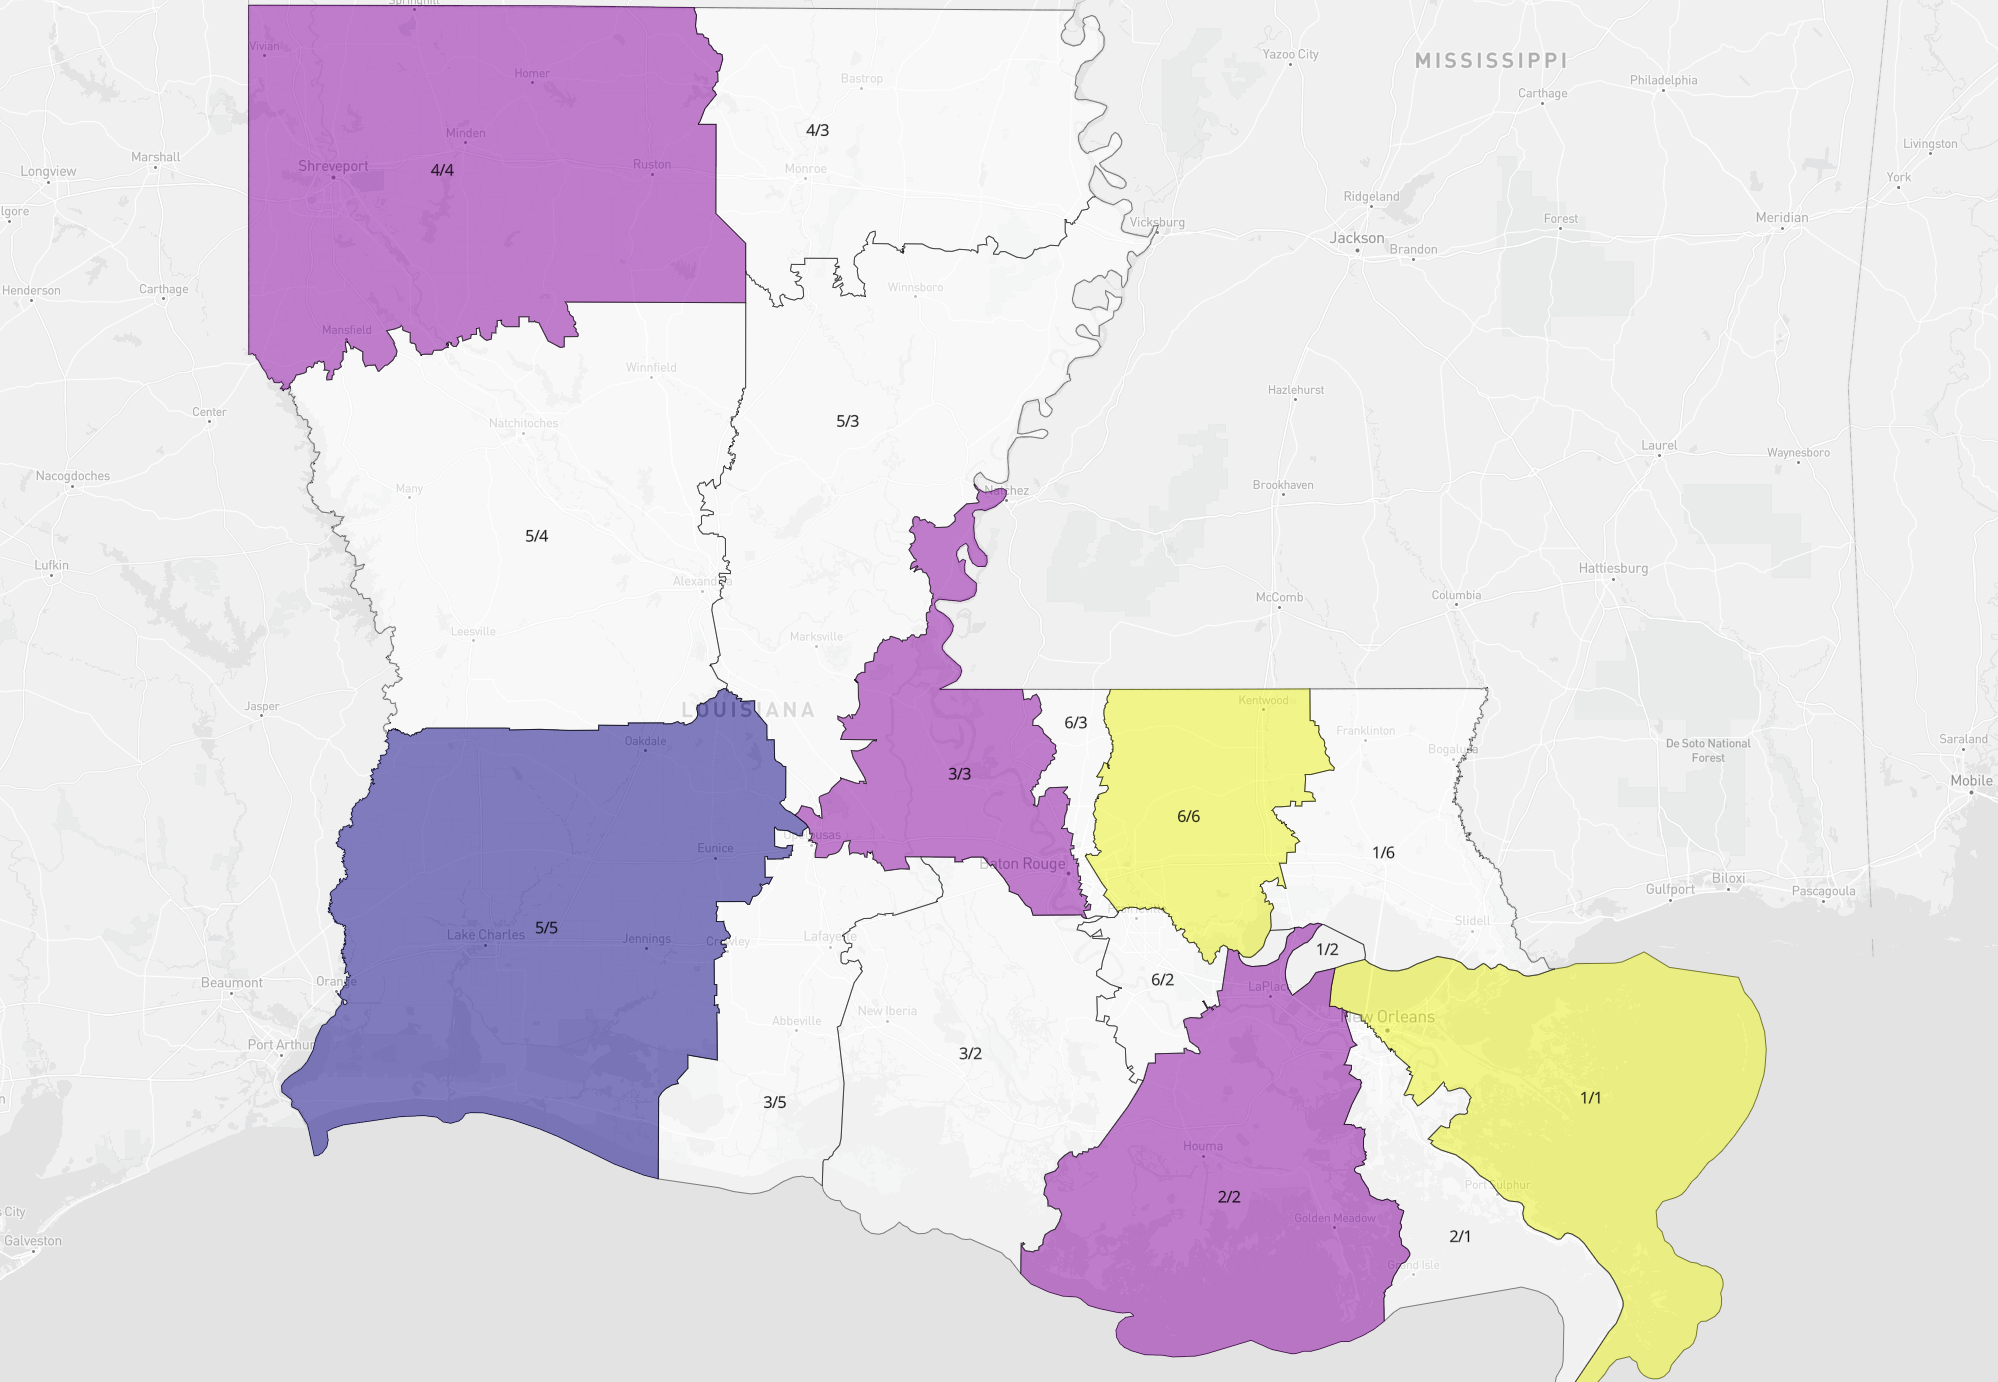 Springhill
Vivian
Homer
Bastrop
Yazoo City
MISSISSIPPI
Philadelphia
Carthage
Minden
4/3
Livingston
Marshall
Shreveport
4/4
Ruston
Monroe
Longview
Ridgeland
York
lgore
Vicksburg
Forest
Meridian
Jackson
Brandon
Henderson
Carthage
Winnsboro
Mansfield
Winnfield
Hazlehurst
Center
Natchitoches
5/3
Laurel
Waynesboro
Nacogdoches
Many
Natchez
Brookhaven
5/4
Lufkin
Alexandria
Hattiesburg
McComb
Columbia
Leesville
Marksville
Jasper
LOUISIANA
Kentwood
6/3
Franklinton
Oakdale
Bogalusa
De Soto National
Forest
Saraland
3/3
Mobile
6/6
Opelousas
Eunice
1/6
Baton Rouge
Biloxi
Gulfport
Pascagoula
Prairieville
Slidell
5/5
Lake Charles
Jennings
Crowley
Lafayette
1/2
Orange
Beaumont
6/2
LaPlace
New Iberia
Abbeville
New Orleans
Port Arthur
3/2
3/5
1/1
n
Houma
Port Sulphur
2/2
s City
Golden Meadow
Galveston
2/1
Grand Isle